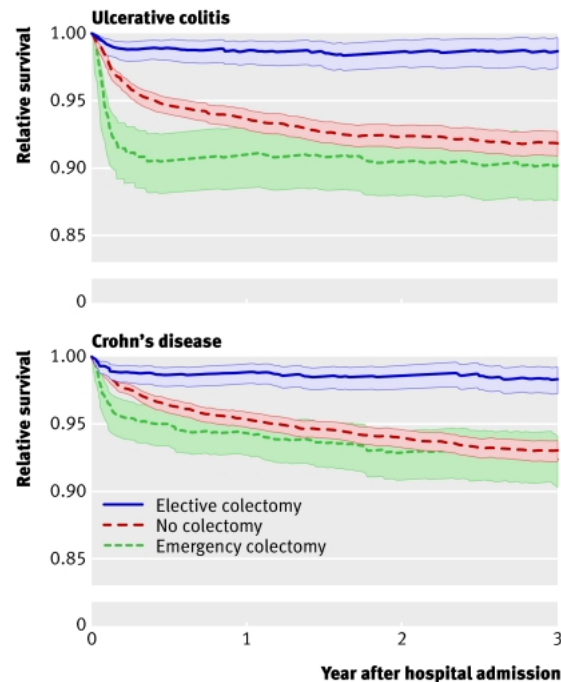 Ulcerative colitis
Relative survival
1.00
0.95
0.90
0.85
0
Crohn's disease
Relative survival
1.00
0.95
0.90
0.85
0
Elective colectomy
No colectomy
Emergency colectomy
0 1 2 3
Year after hospital admission